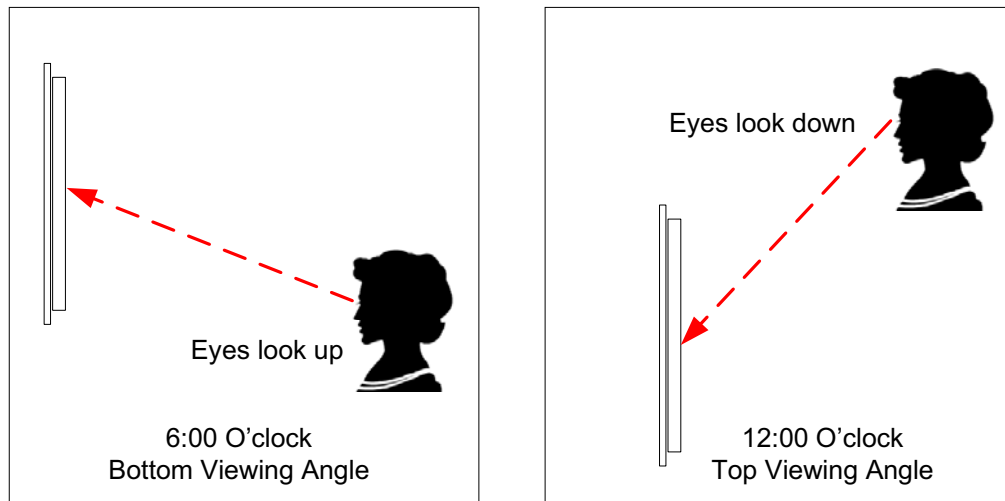 Eyes look up
6:00 O’clock
Bottom Viewing Angle
Eyes look down
12:00 O’clock
Top Viewing Angle